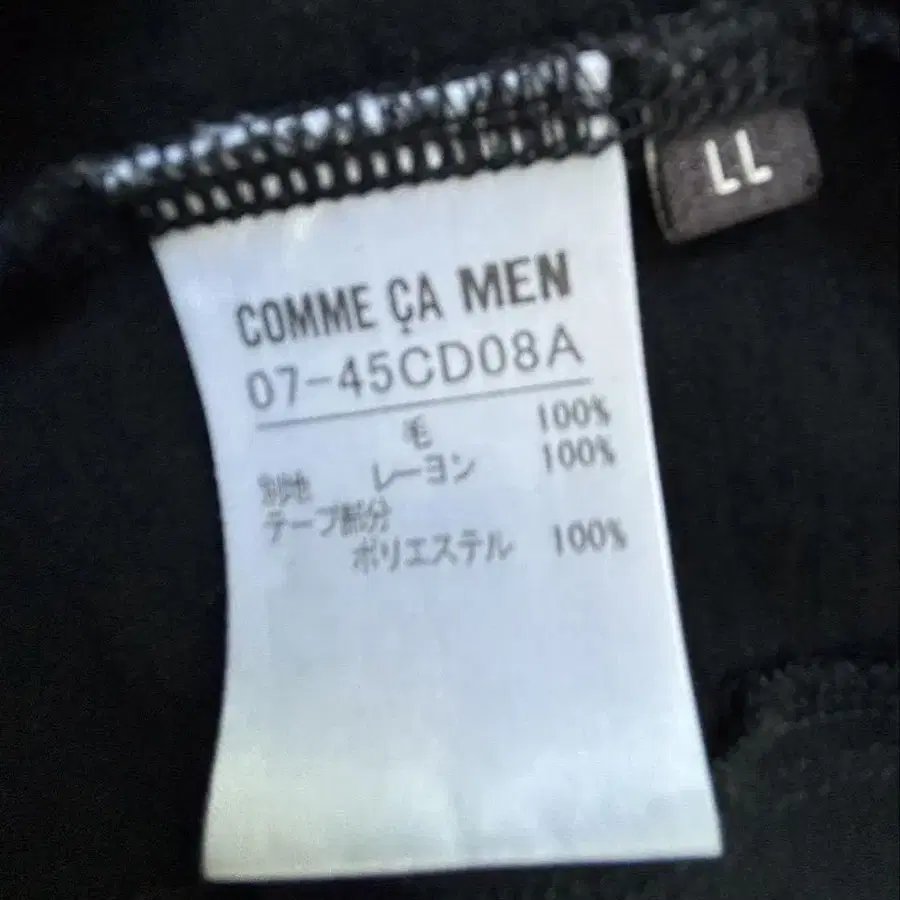 LL
COMME ÇA MEN
07-45CD08A
毛 100%
別地 レーヨン 100%
テープ部分
ポリエステル 100%